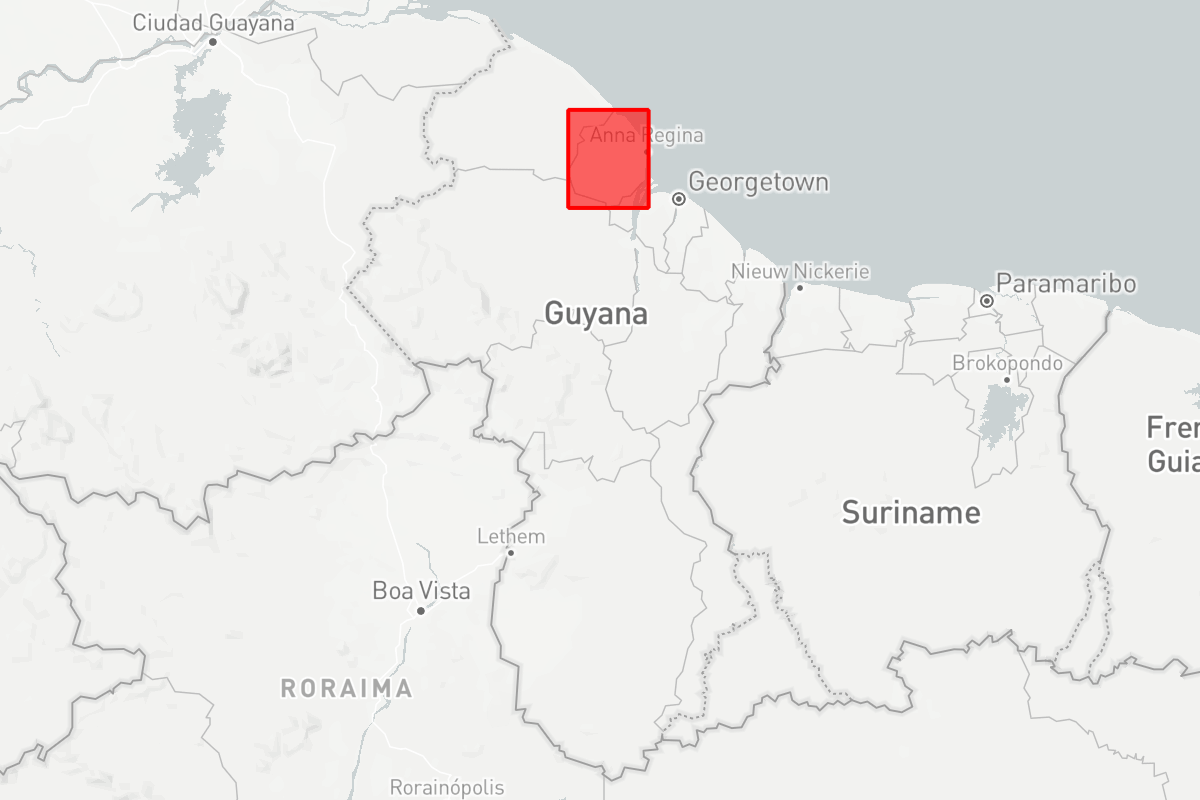 Ciudad Guayana
Anna Regina
Georgetown
Nieuw Nickerie
Paramaribo
Guyana
Brokopondo
Fren
Guia
Suriname
Lethem
Boa Vista
RORAIMA
Rorainópolis